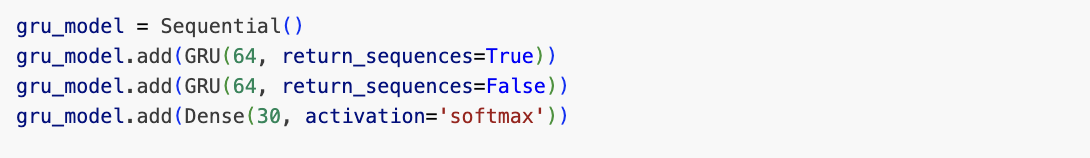 gru_model = Sequential()
gru_model.add(GRU(64, return_sequences=True))
gru_model.add(GRU(64, return_sequences=False))
gru_model.add(Dense(30, activation='softmax'))